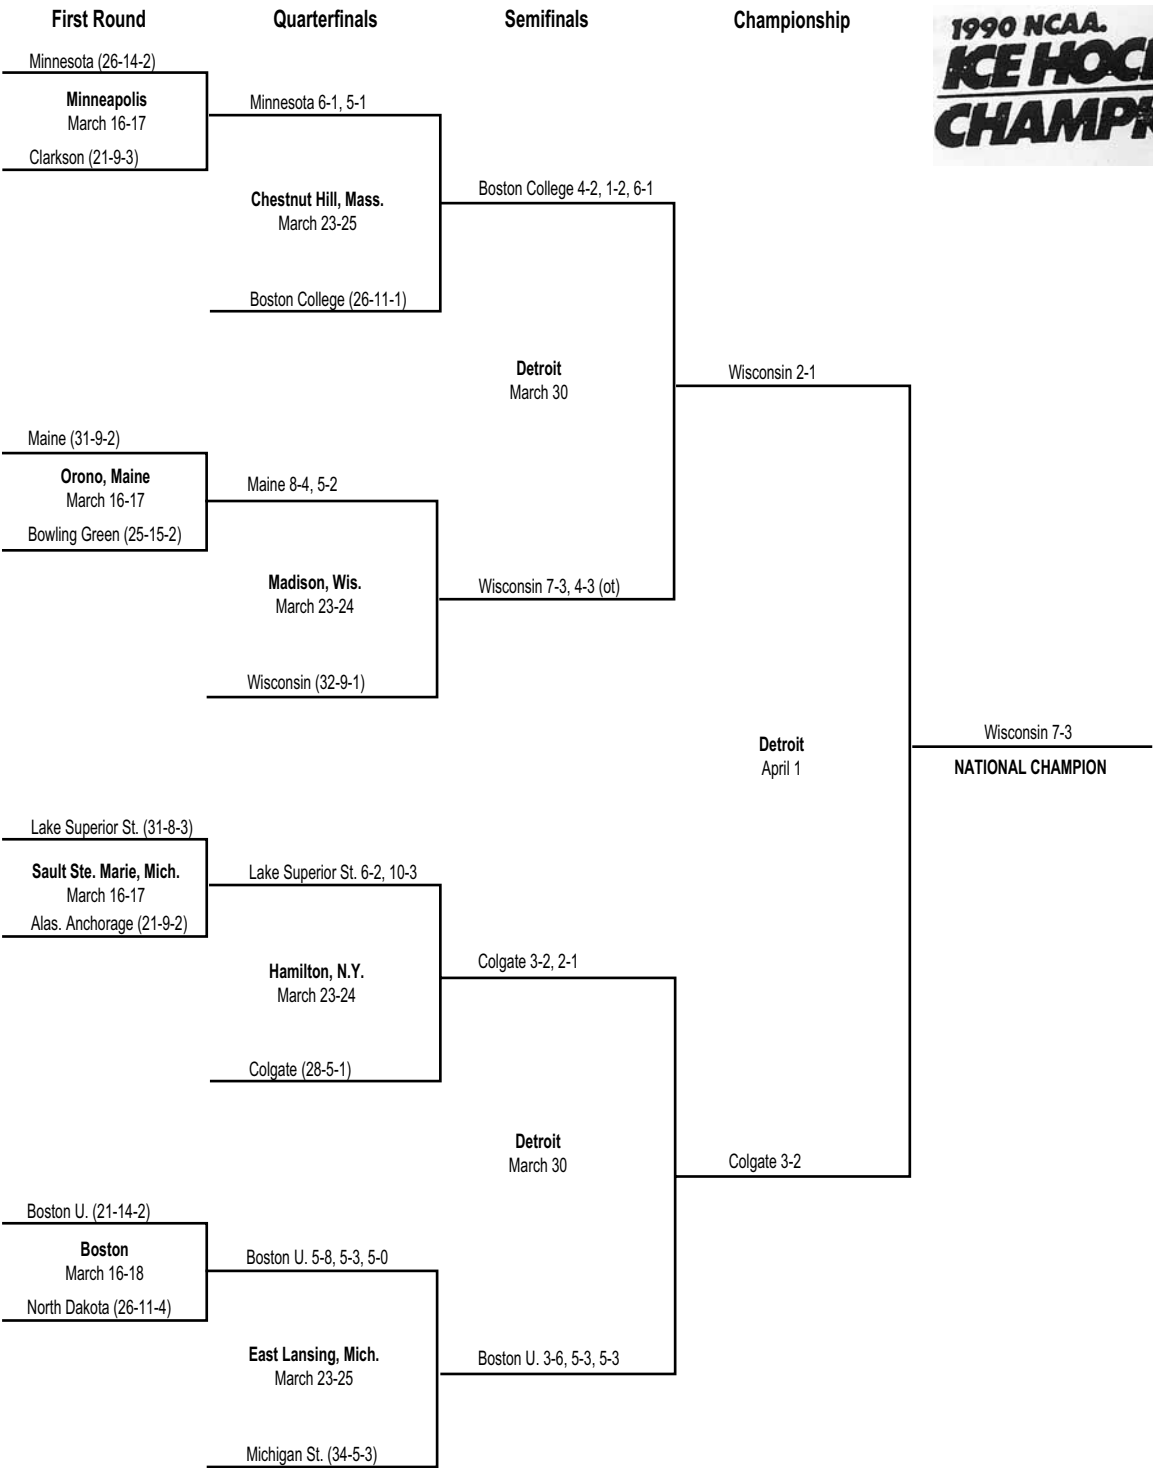 First Round
Quarterfinals
Semifinals
Championship
1990 NCAA.
Minnesota (26-14-2)
Minneapolis
March 16-17
Clarkson (21-9-3)
Minnesota 6-1, 5-1
Chestnut Hill, Mass.
March 23-25
Boston College (26-11-1)
Boston College 4-2, 1-2, 6-1
Detroit
March 30
Wisconsin 2-1
Maine (31-9-2)
Orono, Maine
March 16-17
Bowling Green (25-15-2)
Maine 8-4, 5-2
Madison, Wis.
March 23-24
Wisconsin (32-9-1)
Wisconsin 7-3, 4-3 (ot)
Detroit
April 1
Wisconsin 7-3
NATIONAL CHAMPION
Lake Superior St. (31-8-3)
Sault Ste. Marie, Mich.
March 16-17
Alas. Anchorage (21-9-2)
Lake Superior St. 6-2, 10-3
Hamilton, N.Y.
March 23-24
Colgate (28-5-1)
Colgate 3-2, 2-1
Detroit
March 30
Colgate 3-2
Boston U. (21-14-2)
Boston
March 16-18
North Dakota (26-11-4)
Boston U. 5-8, 5-3, 5-0
East Lansing, Mich.
March 23-25
Michigan St. (34-5-3)
Boston U. 3-6, 5-3, 5-3